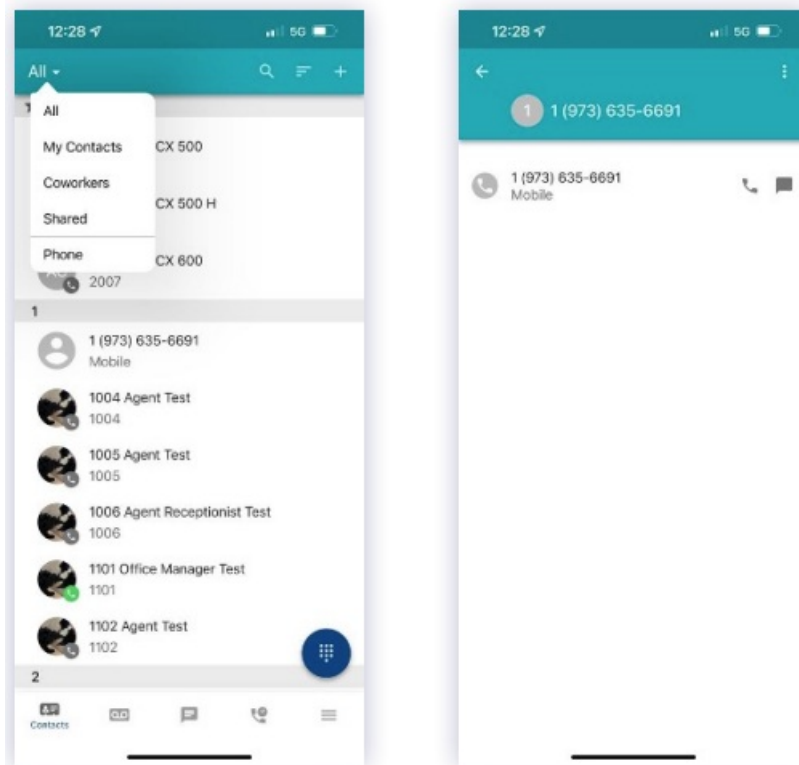 12:28
5G
All
All
My Contacts
Coworkers
Shared
Phone
CX 500
CX 500 H
CX 600
2007
1
1 (973) 635-6691
Mobile
1004 Agent Test
1004
1005 Agent Test
1005
1006 Agent Receptionist Test
1006
1101 Office Manager Test
1101
1102 Agent Test
1102
2
Contacts
12:28
5G
1 1 (973) 635-6691
1 (973) 635-6691
Mobile